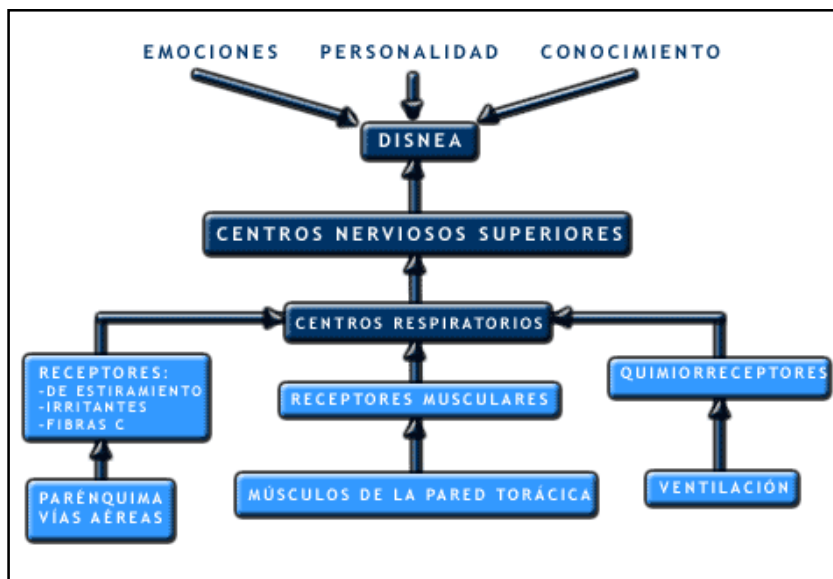 EMOCIONES PERSONALIDAD CONOCIMIENTO
DISNEA
CENTROS NERVIOSOS SUPERIORES
CENTROS RESPIRATORIOS
RECEPTORES:
-DE ESTIRAMIENTO
-IRRITANTES
-FIBRAS C
RECEPTORES MUSCULARES
QUIMIORRECEPTORES
PARÉNQUIMA
VÍAS AÉREAS
MÚSCULOS DE LA PARED TORÁCICA
VENTILACIÓN